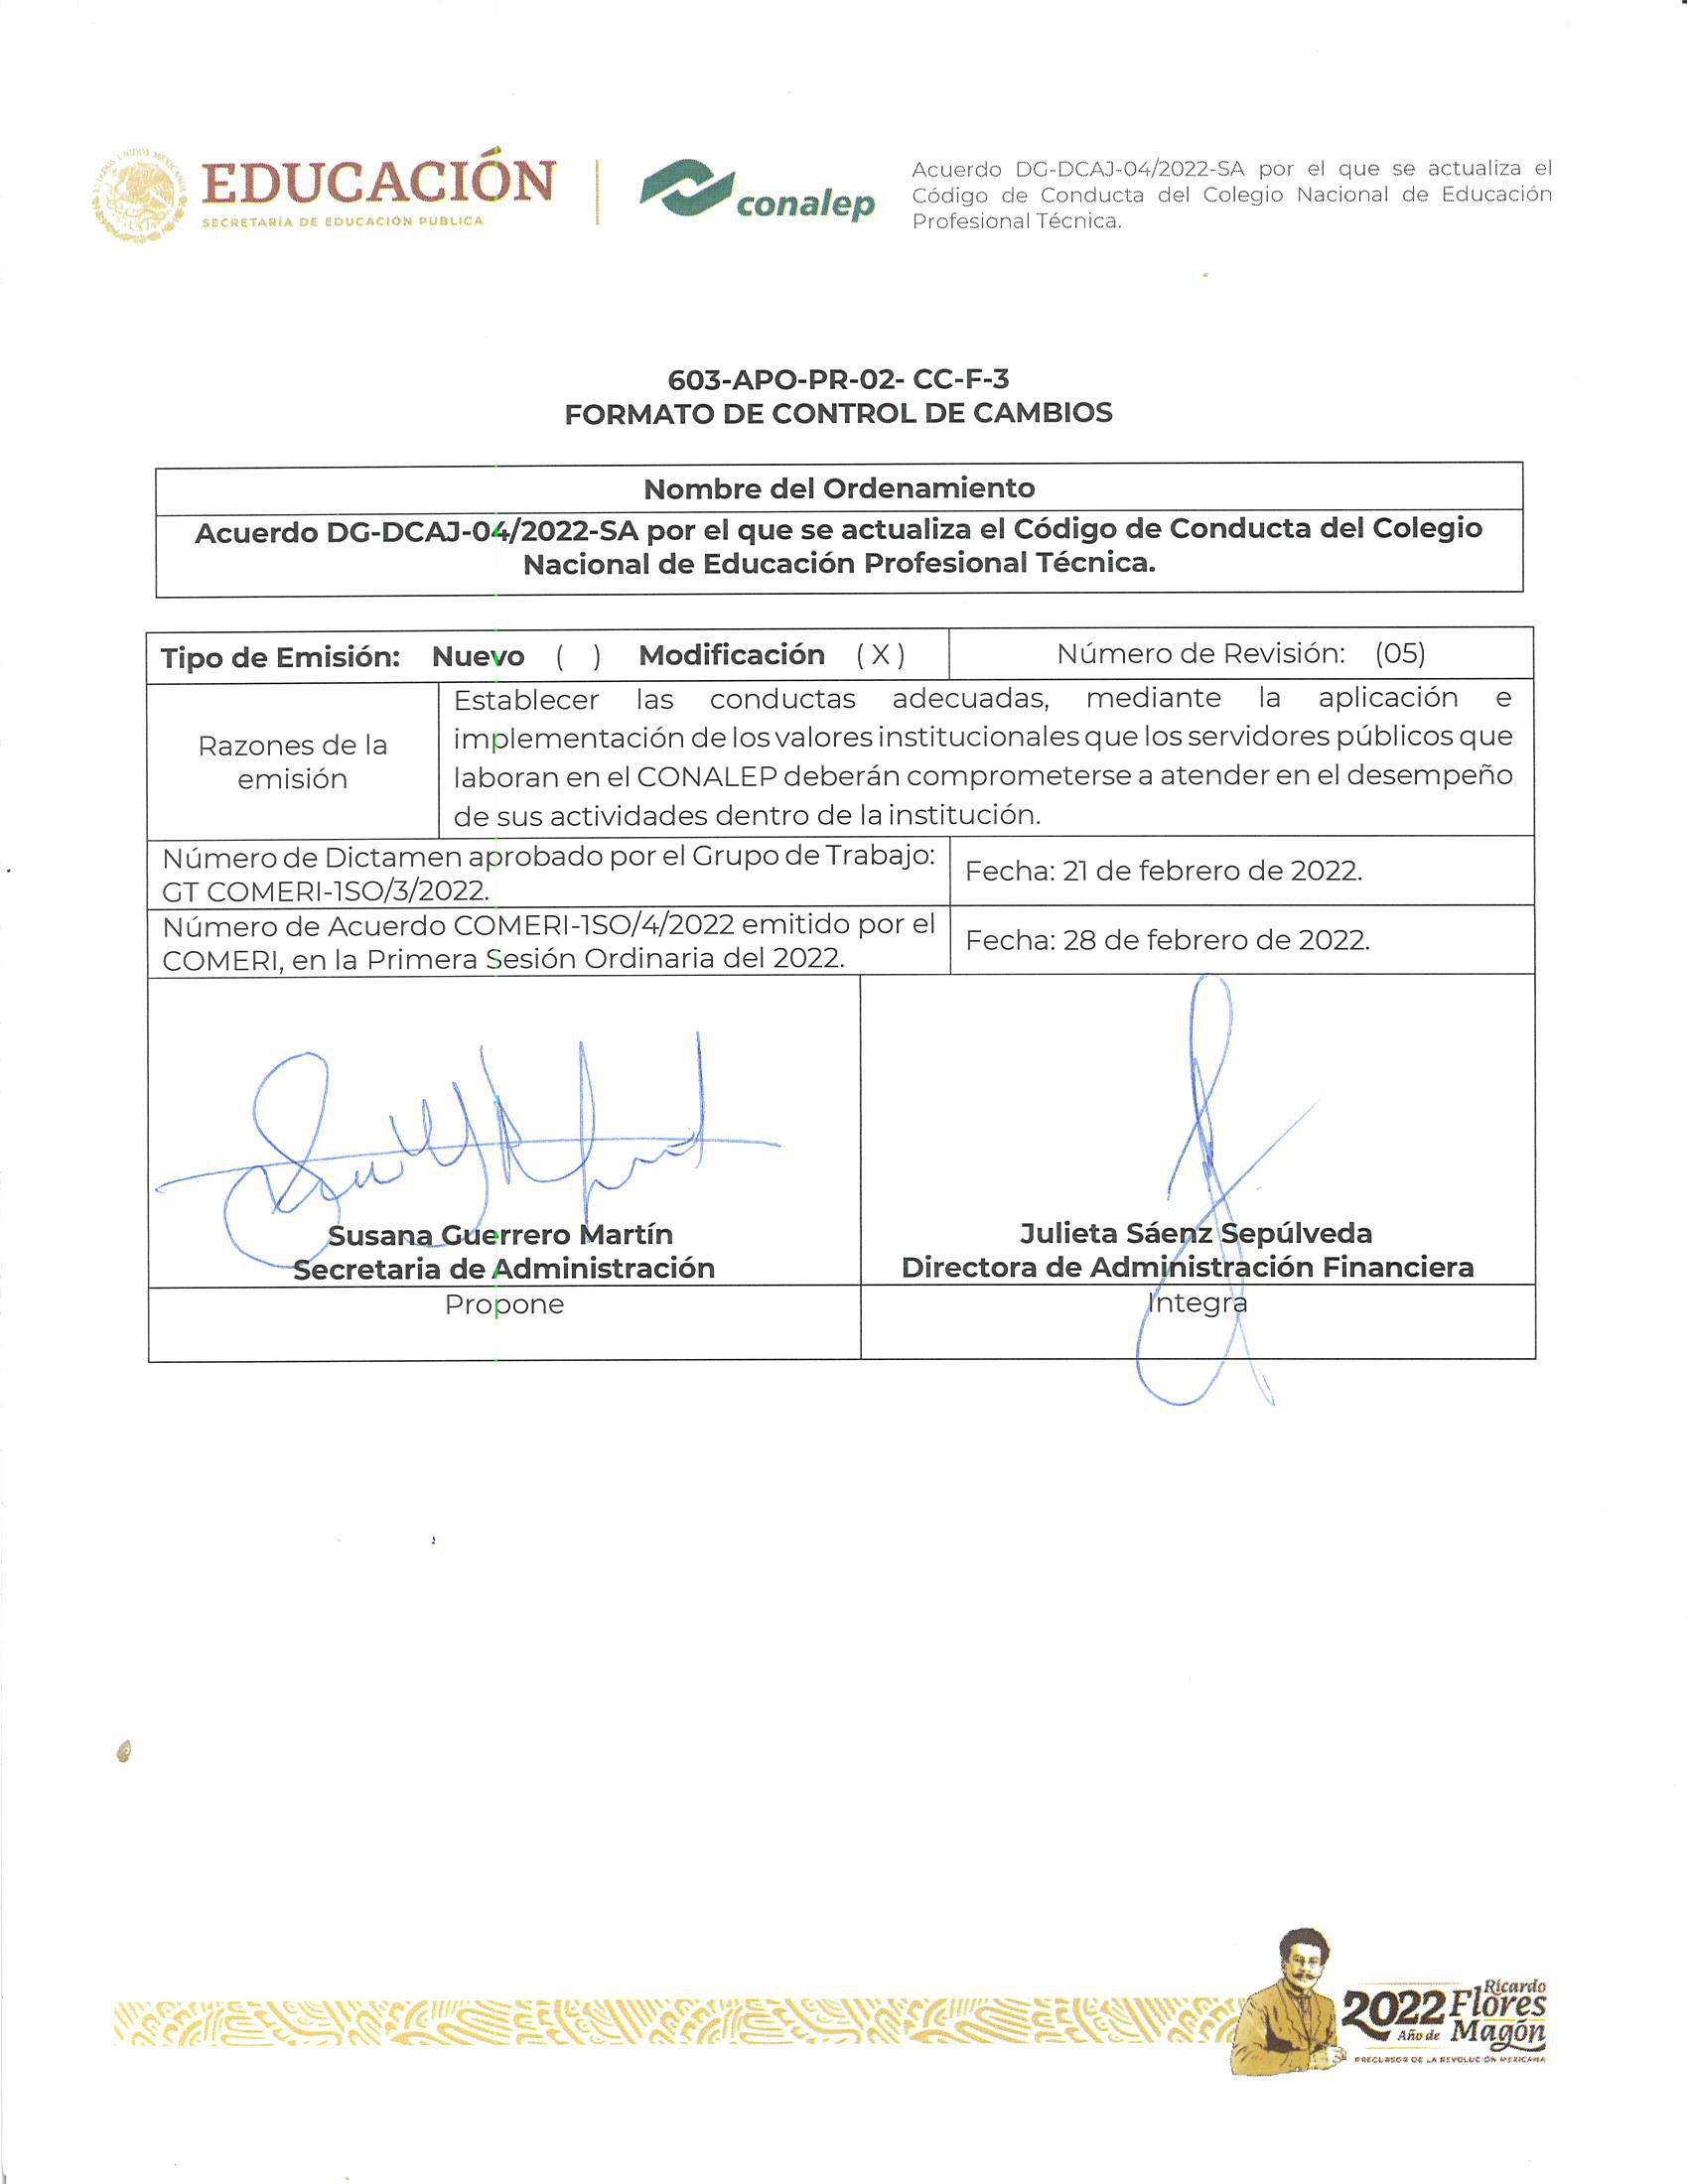 EDUCACIÓN
SECRETARÍA DE EDUCACIÓN PÚBLICA
conalep
Acuerdo DG-DCAJ-04/2022-SA por el que se actualiza el
Código de Conducta del Colegio Nacional de Educación
Profesional Técnica.
603-APO-PR-02- CC-F-3
FORMATO DE CONTROL DE CAMBIOS
Nombre del Ordenamiento
Acuerdo DG-DCAJ-04/2022-SA por el que se actualiza el Código de Conducta del Colegio
Nacional de Educación Profesional Técnica.
Tipo de Emisión: Nuevo ( ) Modificación ( X )
Número de Revisión: (05)
Razones de la
emisión
Establecer las conductas adecuadas, mediante la aplicación e
implementación de los valores institucionales que los servidores públicos que
laboran en el CONALEP deberán comprometerse a atender en el desempeño
de sus actividades dentro de la institución.
Número de Dictamen aprobado por el Grupo de Trabajo:
GT COMERI-1SO/3/2022.
Fecha: 21 de febrero de 2022.
Número de Acuerdo COMERI-1SO/4/2022 emitido por el
COMERI, en la Primera Sesión Ordinaria del 2022.
Fecha: 28 de febrero de 2022.
Susana Guerrero Martín
Secretaria de Administración
Julieta Sáenz Sepúlveda
Directora de Administración Financiera
Propone
Integra
2022 Ricardo
Flores
Año de Magón
PRECURSOR DE LA REVOLUCIÓN MEXICANA